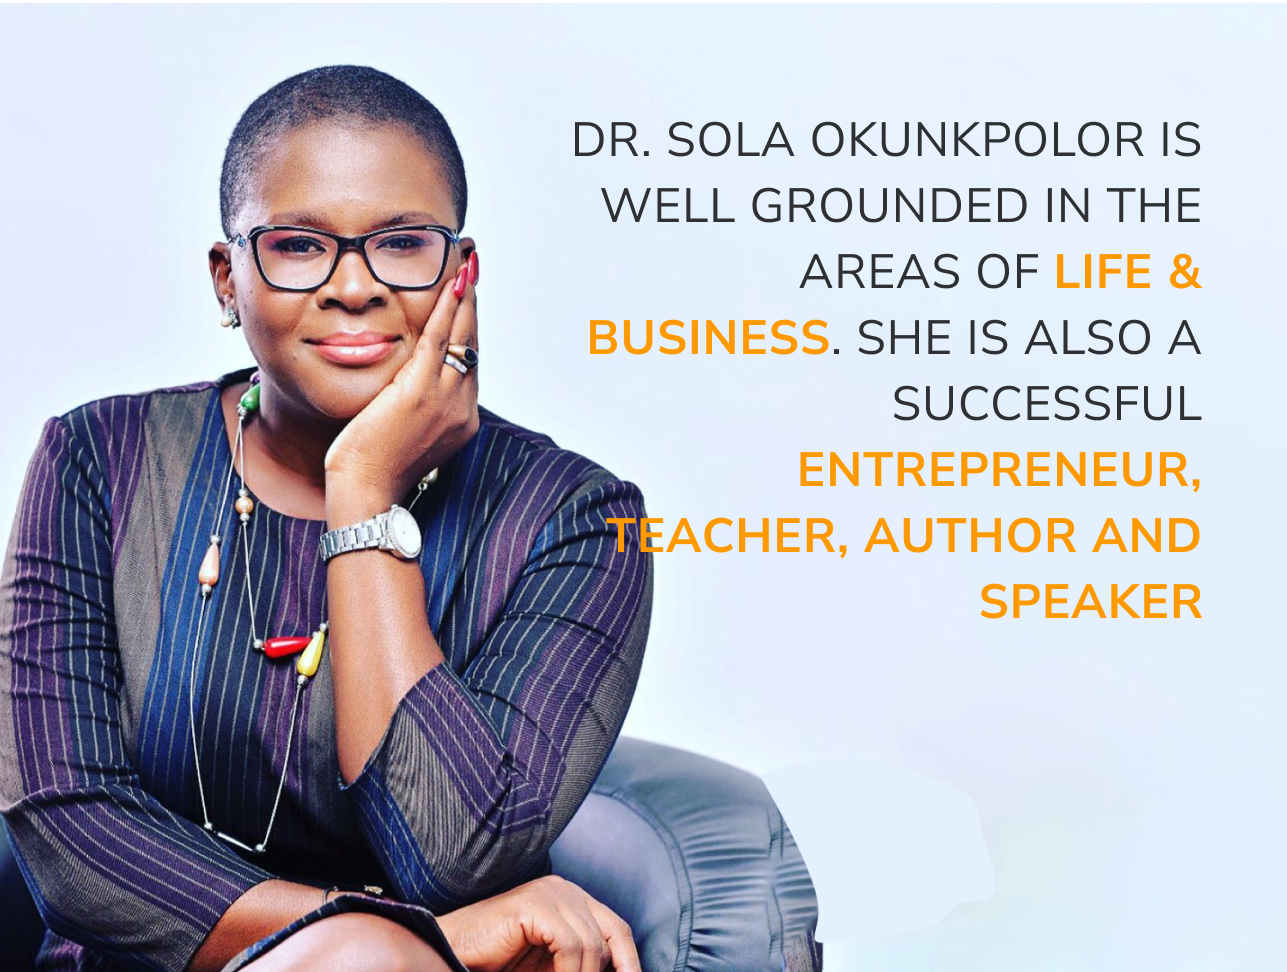 DR. SOLA OKUNKPOLOR IS
WELL GROUNDED IN THE
AREAS OF LIFE &
BUSINESS. SHE IS ALSO A
SUCCESSFUL
ENTREPRENEUR,
TEACHER, AUTHOR AND
SPEAKER